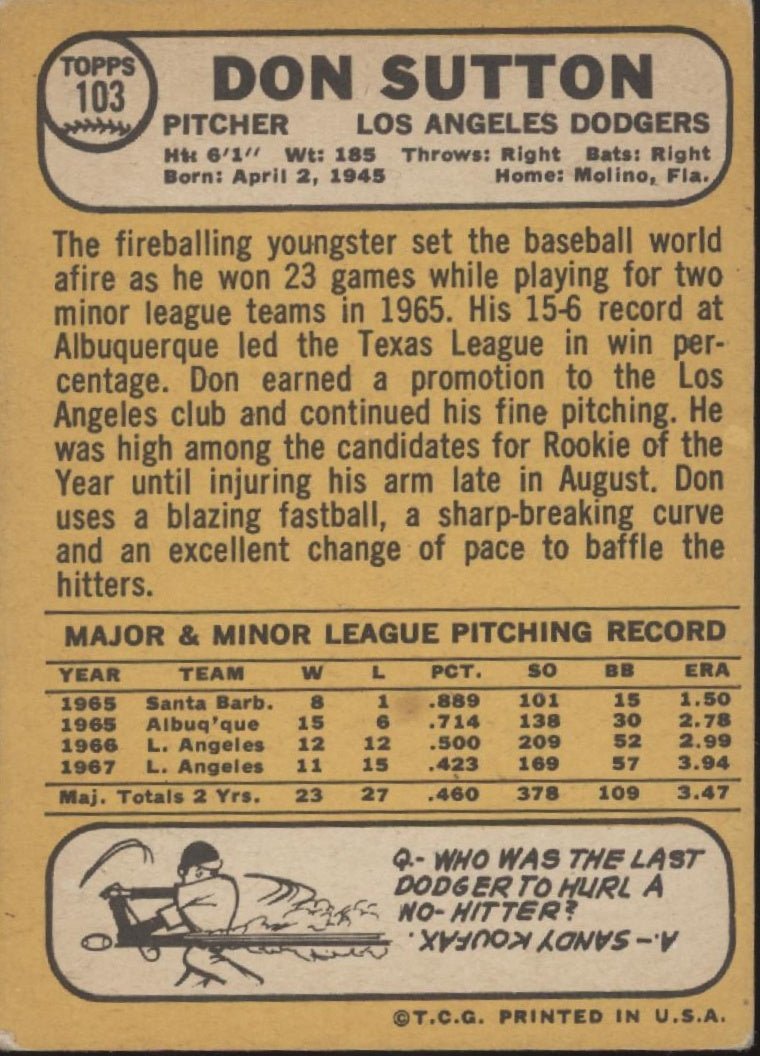 TOPPS
103
DON SUTTON
PITCHER LOS ANGELES DODGERS
Ht: 6'1" Wt: 185 Throws: Right Bats: Right
Born: April 2, 1945 Home: Molino, Fla.
The fireballing youngster set the baseball world
afire as he won 23 games while playing for two
minor league teams in 1965. His 15-6 record at
Albuquerque led the Texas League in win per-
centage. Don earned a promotion to the Los
Angeles club and continued his fine pitching. He
was high among the candidates for Rookie of the
Year until injuring his arm late in August. Don
uses a blazing fastball, a sharp-breaking curve
and an excellent change of pace to baffle the
hitters.
MAJOR & MINOR LEAGUE PITCHING RECORD
YEAR TEAM W L PCT. SO BB ERA
1965 Santa Barb. 8 1 .889 101 15 1.50
1965 Albuq'que 15 6 .714 138 30 2.78
1966 L. Angeles 12 12 .500 209 52 2.99
1967 L. Angeles 11 15 .423 169 57 3.94
Maj. Totals 2 Yrs. 23 27 .460 378 109 3.47
Q.- WHO WAS THE LAST
DODGER TO HURL A
NO-HITTER?
A.- SANDY KOUFAX.
©T.C.G. PRINTED IN U.S.A.